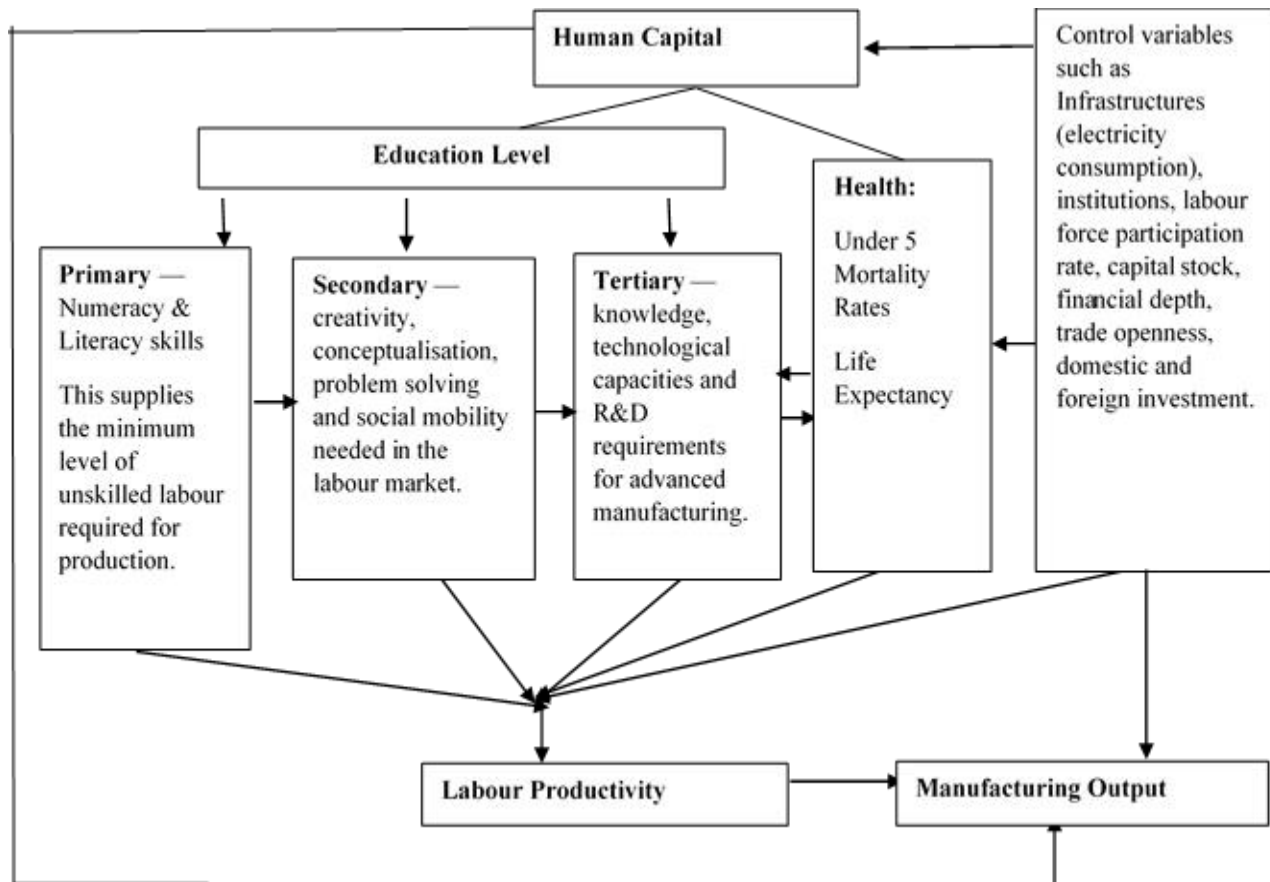 Human Capital
Control variables
such as
Infrastructures
(electricity
consumption),
institutions, labour
force participation
rate, capital stock,
financial depth,
trade openness,
domestic and
foreign investment.
Education Level
Health:
Under 5
Mortality
Rates
Life
Expectancy
Primary —
Numeracy &
Literacy skills
This supplies
the minimum
level of
unskilled labour
required for
production.
Secondary —
creativity,
conceptualisation,
problem solving
and social mobility
needed in the
labour market.
Tertiary —
knowledge,
technological
capacities and
R&D
requirements
for advanced
manufacturing.
Labour Productivity
Manufacturing Output